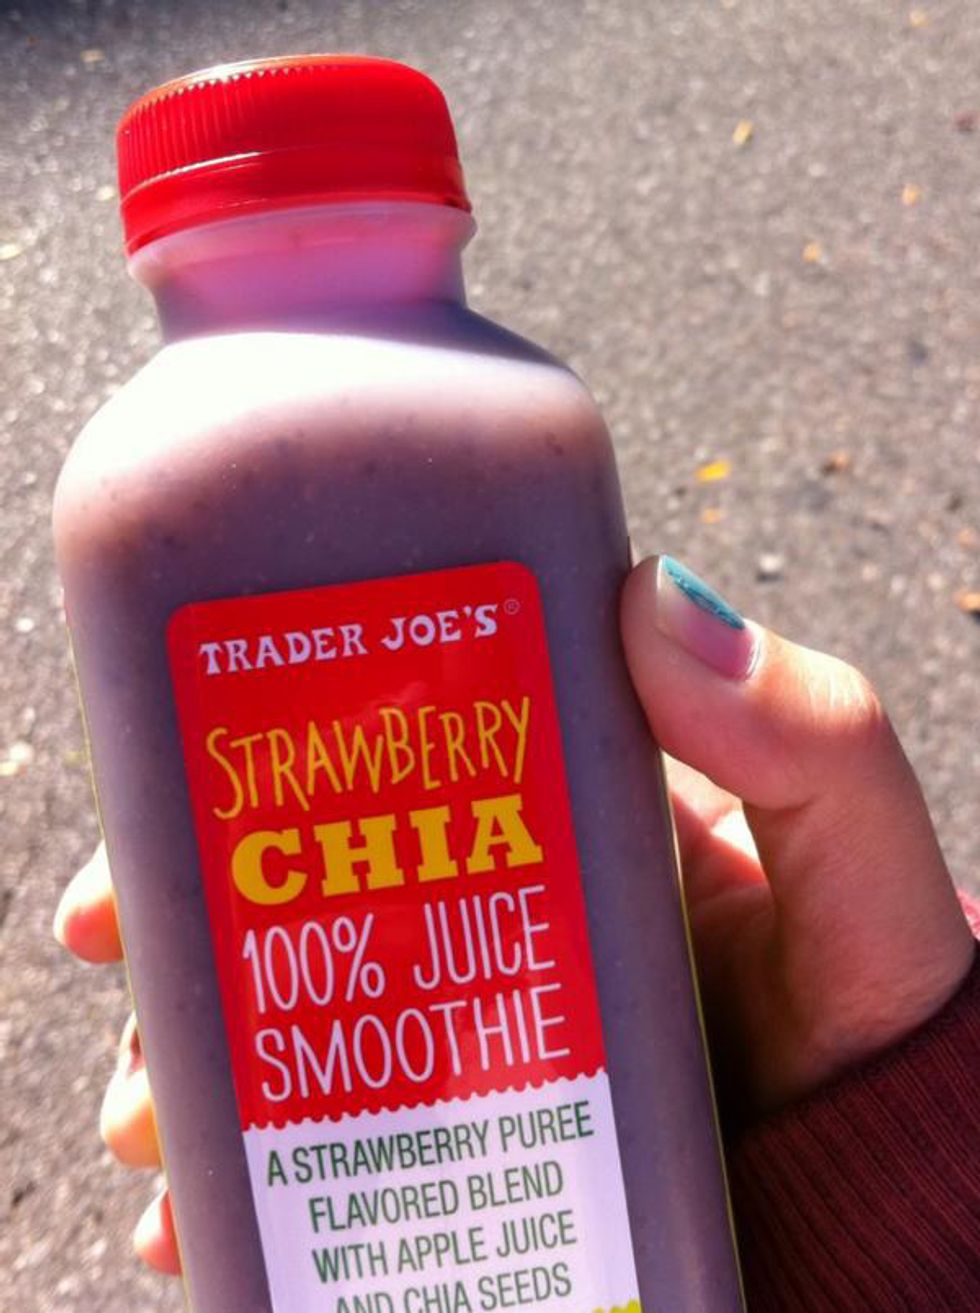 TRADER JOE'S®
STRAWBERRY
CHIA
100% JUICE
SMOOTHIE
A STRAWBERRY PUREE
FLAVORED BLEND
WITH APPLE JUICE
AND CHIA SEEDS